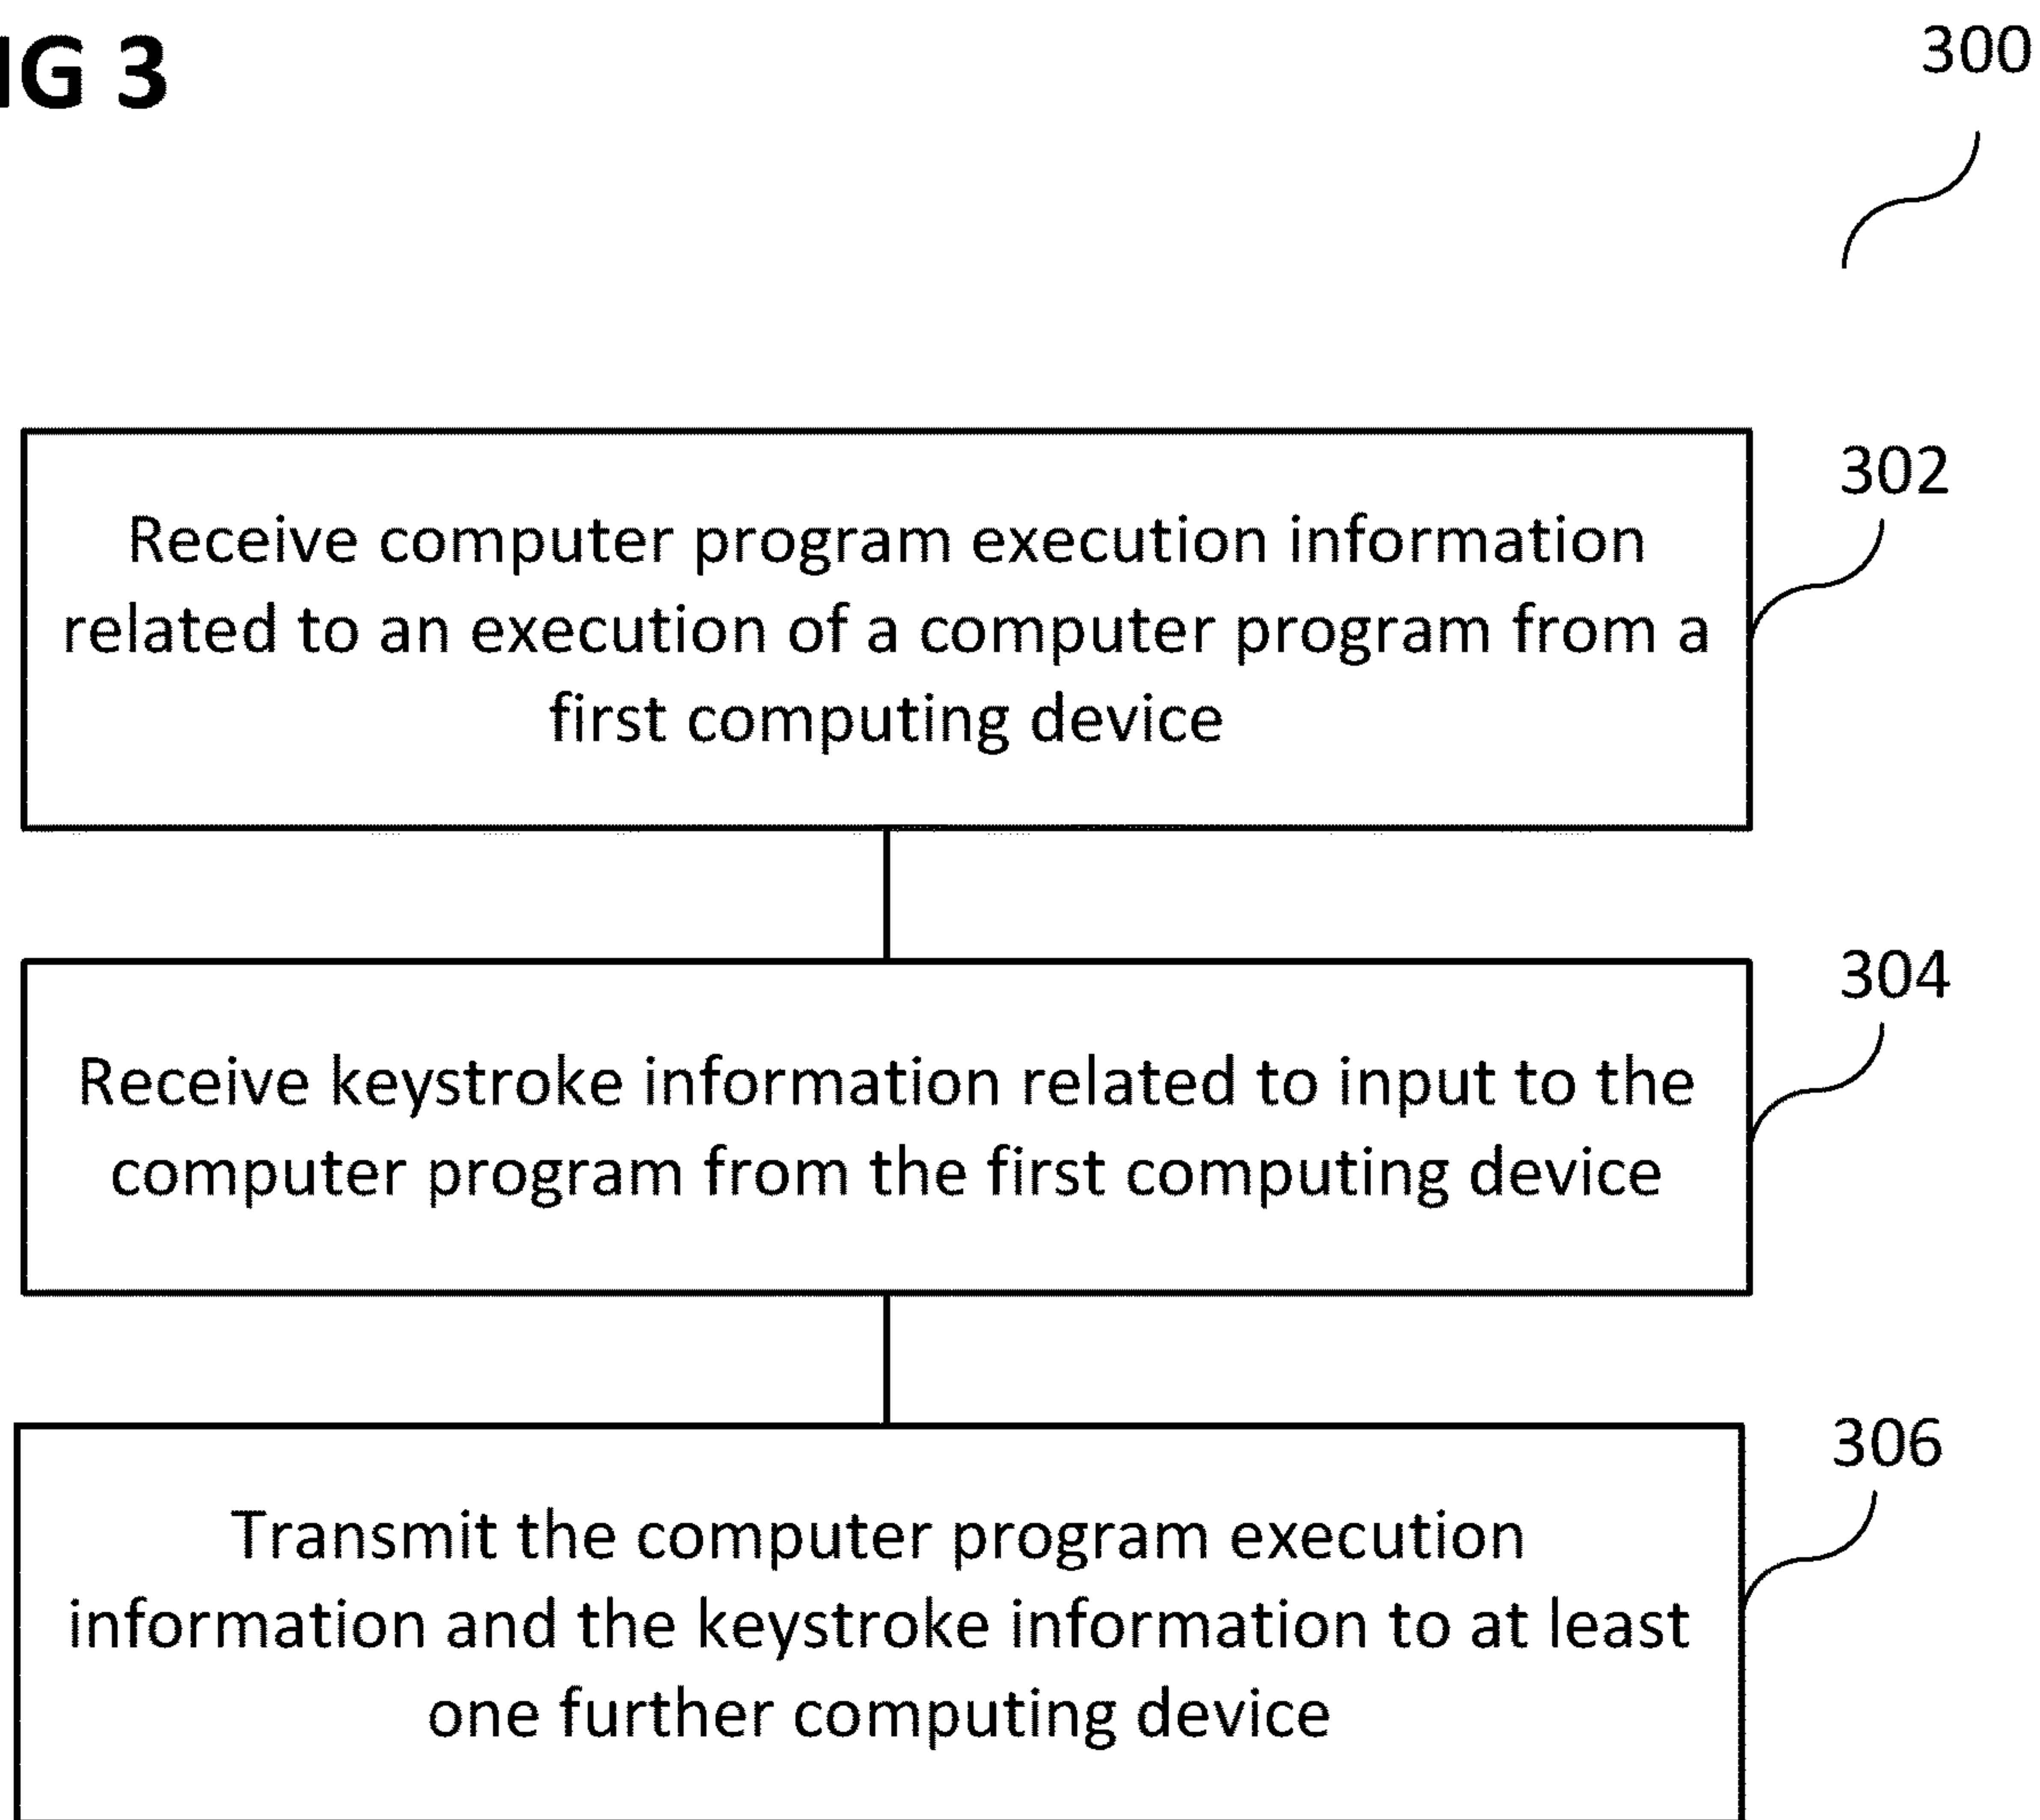 IG 3
300
302
Receive computer program execution information
related to an execution of a computer program from a
first computing device
304
Receive keystroke information related to input to the
computer program from the first computing device
306
Transmit the computer program execution
information and the keystroke information to at least
one further computing device